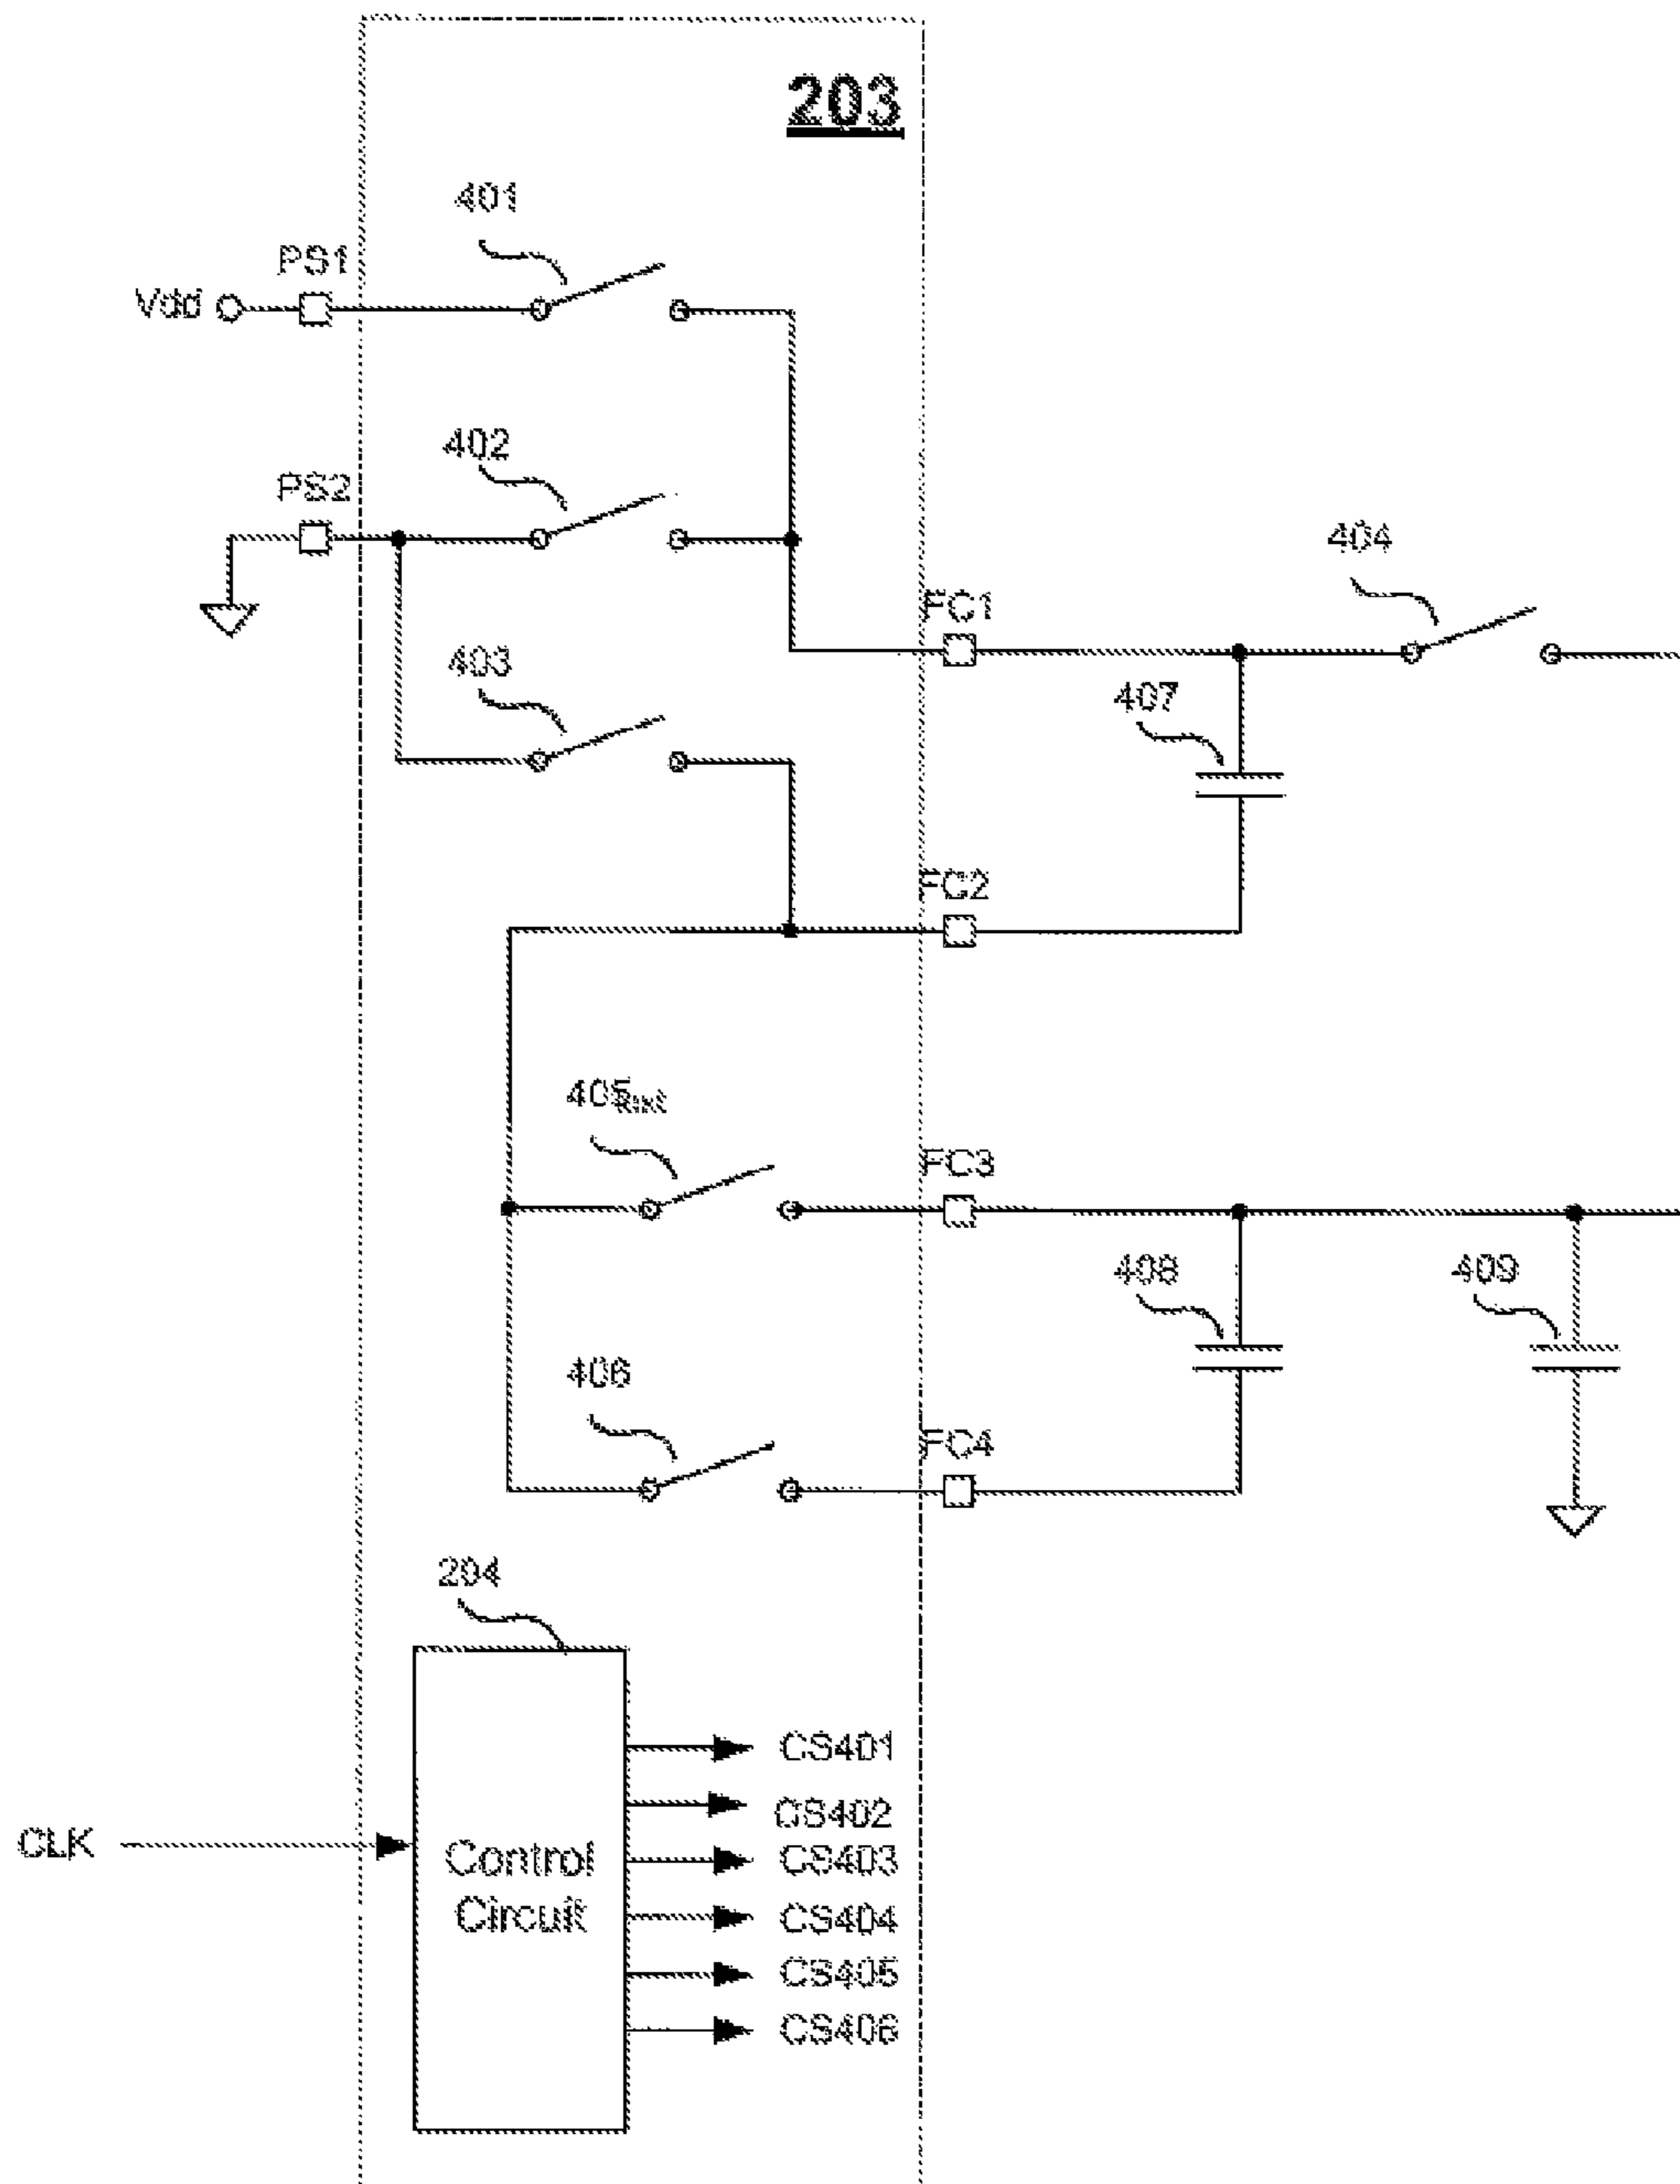 203
401
PS1
Vdd
402
PS2
404
FC1
403
407
FC2
405
FC3
408
409
406
FC4
204
CS401
CS402
CLK
Control
Circuit
CS403
CS404
CS405
CS406